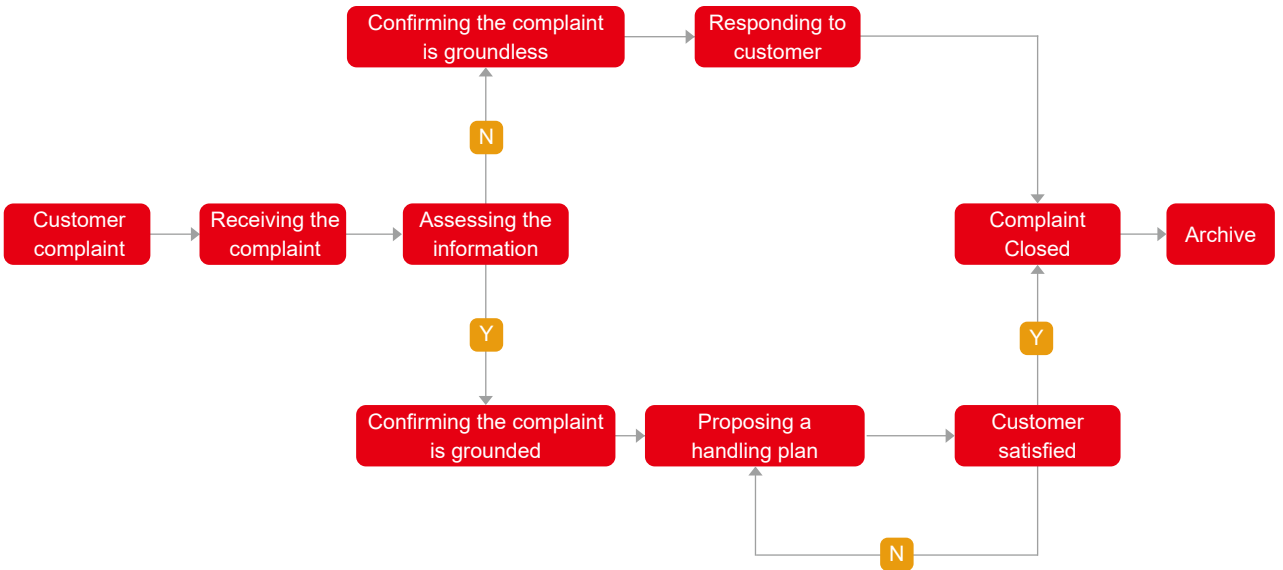 Confirming the complaint
is groundless
Responding to
customer
N
Customer
complaint
Receiving the
complaint
Assessing the
information
Complaint
Closed
Archive
Y
Y
Confirming the complaint
is grounded
Proposing a
handling plan
Customer
satisfied
N